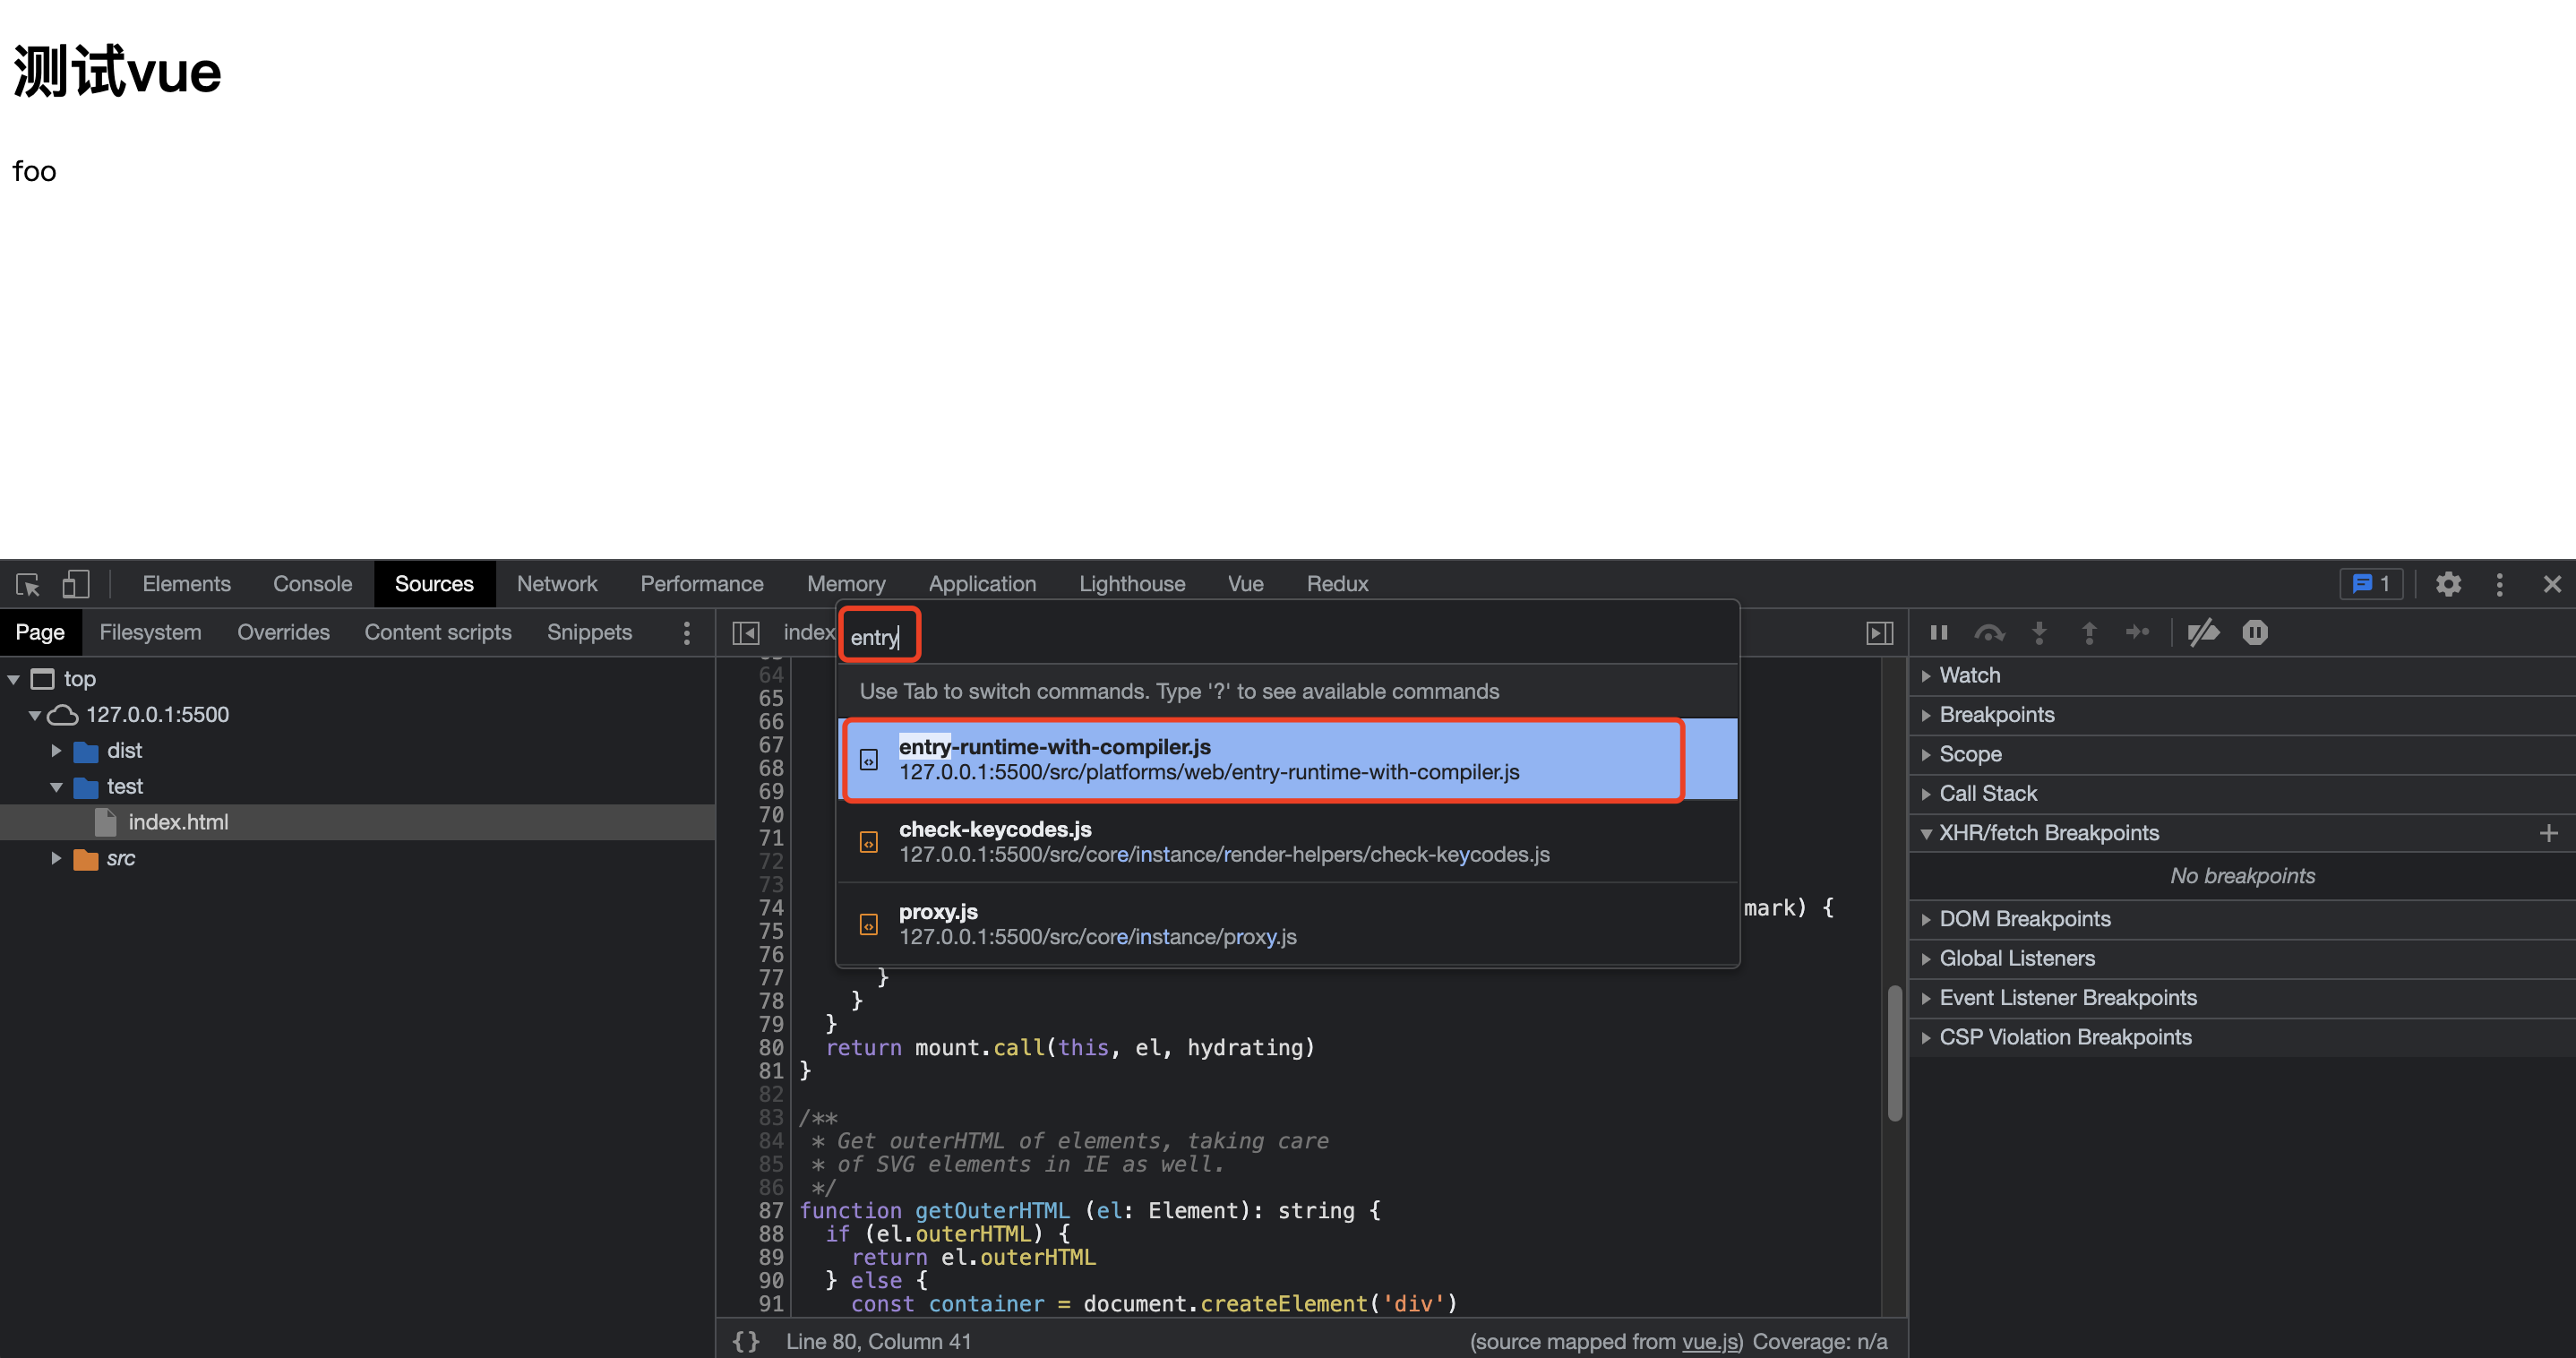 测试vue
foo
Elements Console Sources Network Performance Memory Application Lighthouse Vue Redux 1
Page Filesystem Overrides Content scripts Snippets
top
127.0.0.1:5500
dist
test
index.html
src
index
entry
Use Tab to switch commands. Type '?' to see available commands
entry-runtime-with-compiler.js
127.0.0.1:5500/src/platforms/web/entry-runtime-with-compiler.js
check-keycodes.js
127.0.0.1:5500/src/core/instance/render-helpers/check-keycodes.js
proxy.js
127.0.0.1:5500/src/core/instance/proxy.js
64
65
66
67
68
69
70
71
72
73
74 mark) {
75
76
77 }
78 }
79 }
80 return mount.call(this, el, hydrating)
81 }
82
83 /**
84 * Get outerHTML of elements, taking care
85 * of SVG elements in IE as well.
86 */
87 function getOuterHTML (el: Element): string {
88 if (el.outerHTML) {
89 return el.outerHTML
90 } else {
91 const container = document.createElement('div')
{} Line 80, Column 41 (source mapped from vue.js) Coverage: n/a
Watch
Breakpoints
Scope
Call Stack
XHR/fetch Breakpoints
No breakpoints
DOM Breakpoints
Global Listeners
Event Listener Breakpoints
CSP Violation Breakpoints